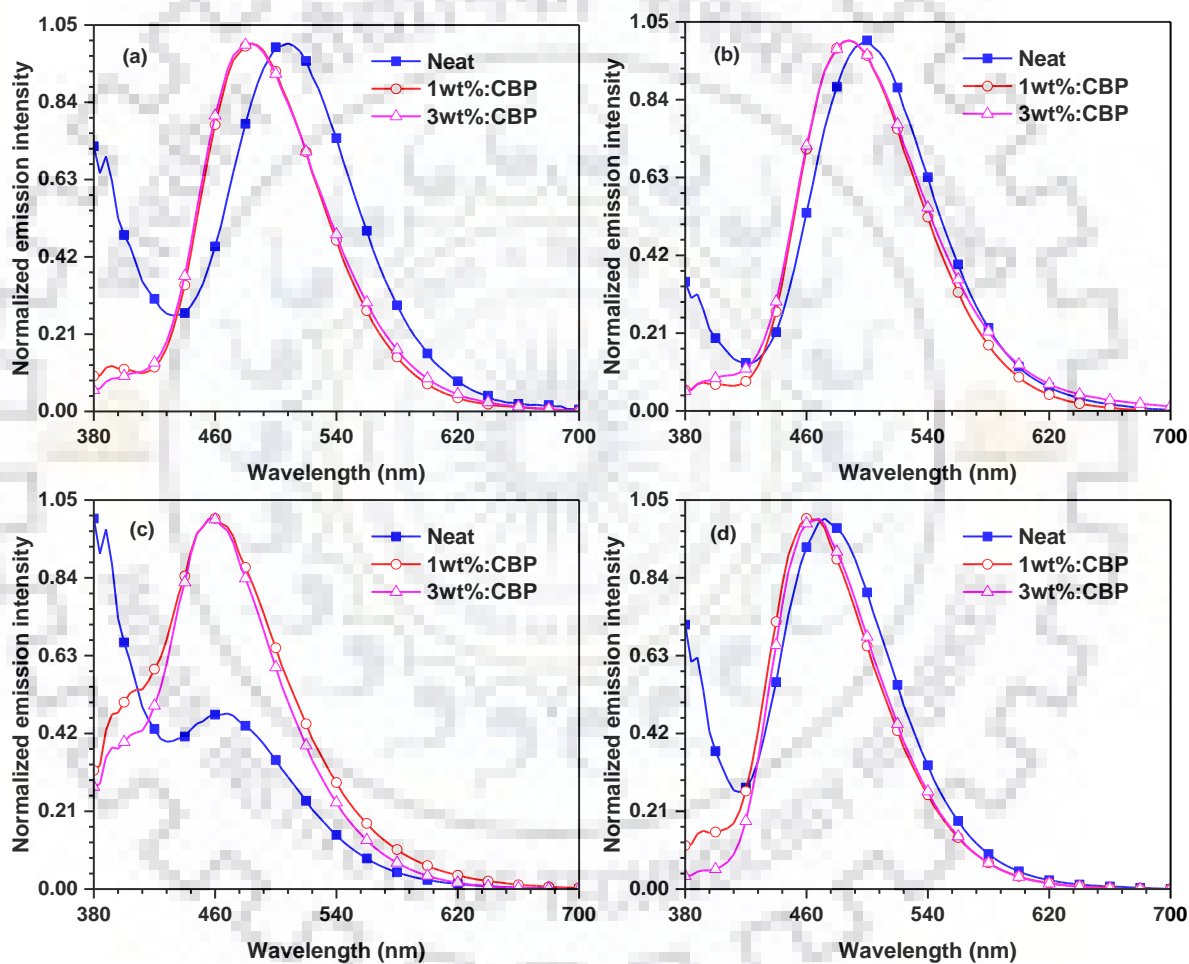 (a)
Neat
1wt%:CBP
3wt%:CBP
Normalized emission intensity
1.05
0.84
0.63
0.42
0.21
0.00
380 460 540 620 700
Wavelength (nm)
(b)
Neat
1wt%:CBP
3wt%:CBP
Normalized emission intensity
1.05
0.84
0.63
0.42
0.21
0.00
380 460 540 620 700
Wavelength (nm)
(c)
Neat
1wt%:CBP
3wt%:CBP
Normalized emission intensity
1.05
0.84
0.63
0.42
0.21
0.00
380 460 540 620 700
Wavelength (nm)
(d)
Neat
1wt%:CBP
3wt%:CBP
Normalized emission intensity
1.05
0.84
0.63
0.42
0.21
0.00
380 460 540 620 700
Wavelength (nm)